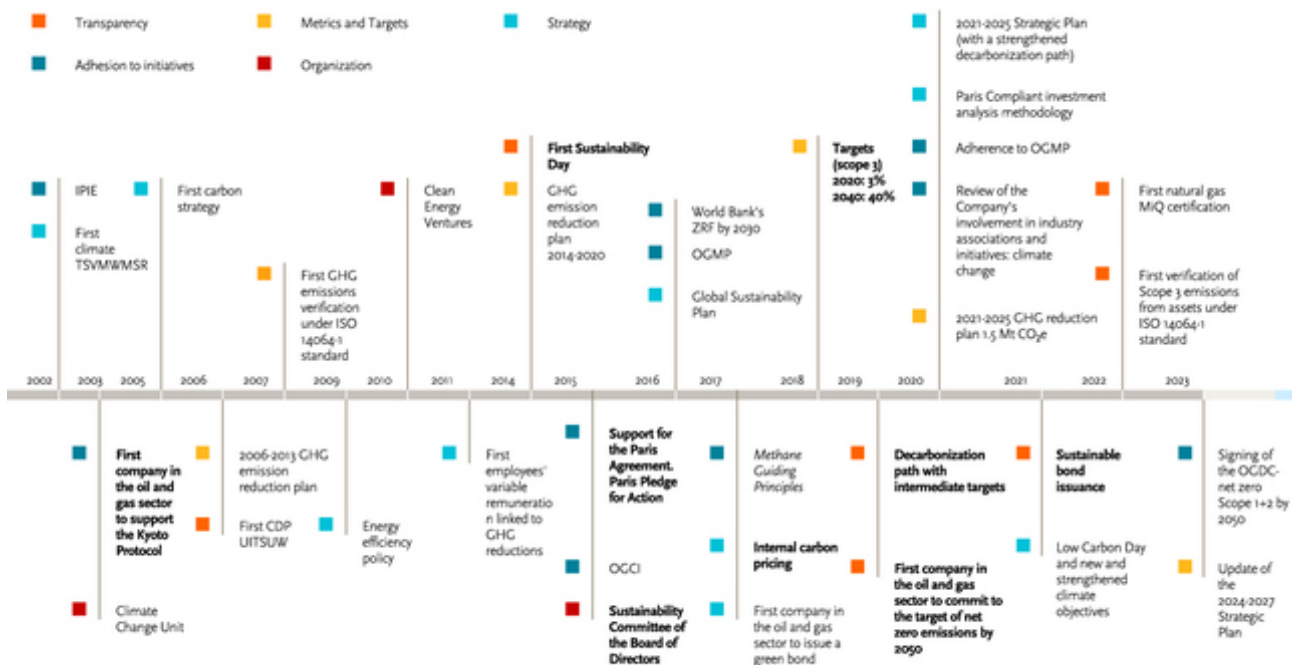 Transparency
Metrics and Targets
Strategy
Adhesion to initiatives
Organization
IPIE
First
climate
TSVMWMSR
First carbon
strategy
First GHG
emissions
verification
under ISO
14064-1
standard
Clean
Energy
Ventures
First Sustainability
Day
GHG
emission
reduction
plan
2014-2020
World Bank's
ZRF by 2030
OGMP
Global Sustainability
Plan
Targets
(scope 3)
2020: 3%
2040: 40%
2021-2025 Strategic Plan
(with a strengthened
decarbonization path)
Paris Compliant investment
analysis methodology
Adherence to OGMP
Review of the
Company's
involvement in industry
associations and
initiatives: climate
change
2021-2025 GHG reduction
plan 1.5 Mt CO₂e
First natural gas
MiQ certification
First verification of
Scope 3 emissions
from assets under
ISO 14064-1
standard
2002 2003 2005 2006 2007 2009 2010 2011 2014 2015 2016 2017 2018 2019 2020 2021 2022 2023
First
company in
the oil and
gas sector
to support
the Kyoto
Protocol
Climate
Change Unit
2006-2013 GHG
emission
reduction plan
First CDP
UITSUW
Energy
efficiency
policy
First
employees'
variable
remuneratio
n linked to
GHG
reductions
Support for
the Paris
Agreement.
Paris Pledge
for Action
OGCI
Sustainability
Committee of
the Board of
Directors
Methane
Guiding
Principles
Internal carbon
pricing
First company in
the oil and gas
sector to issue a
green bond
Decarbonization
path with
intermediate targets
First company in
the oil and gas
sector to commit to
the target of net
zero emissions by
2050
Sustainable
bond
issuance
Low Carbon Day
and new and
strengthened
climate
objectives
Signing of
the OGDC-
net zero
Scope 1+2 by
2050
Update of
the
2024-2027
Strategic
Plan